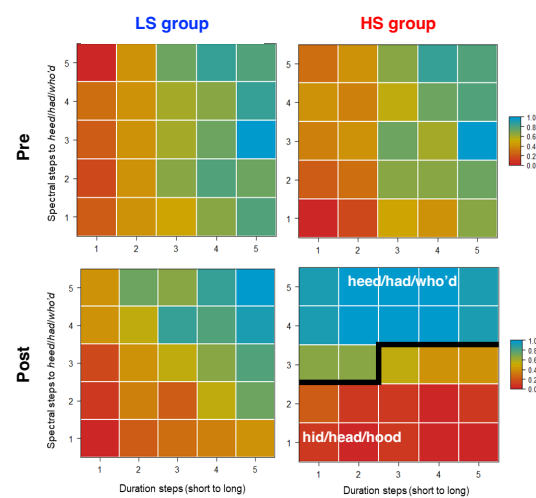 LS group HS group
Pre
Spectral steps to heed/had/who'd
5
4
3
2
1
1 2 3 4 5
5
4
3
2
1
1 2 3 4 5
1.0
0.8
0.6
0.4
0.2
0.0
Post
Spectral steps to heed/had/who'd
5
4
3
2
1
1 2 3 4 5
Duration steps (short to long)
heed/had/who'd
5
4
3
2
1
hid/head/hood
1 2 3 4 5
Duration steps (short to long)
1.0
0.8
0.6
0.4
0.2
0.0